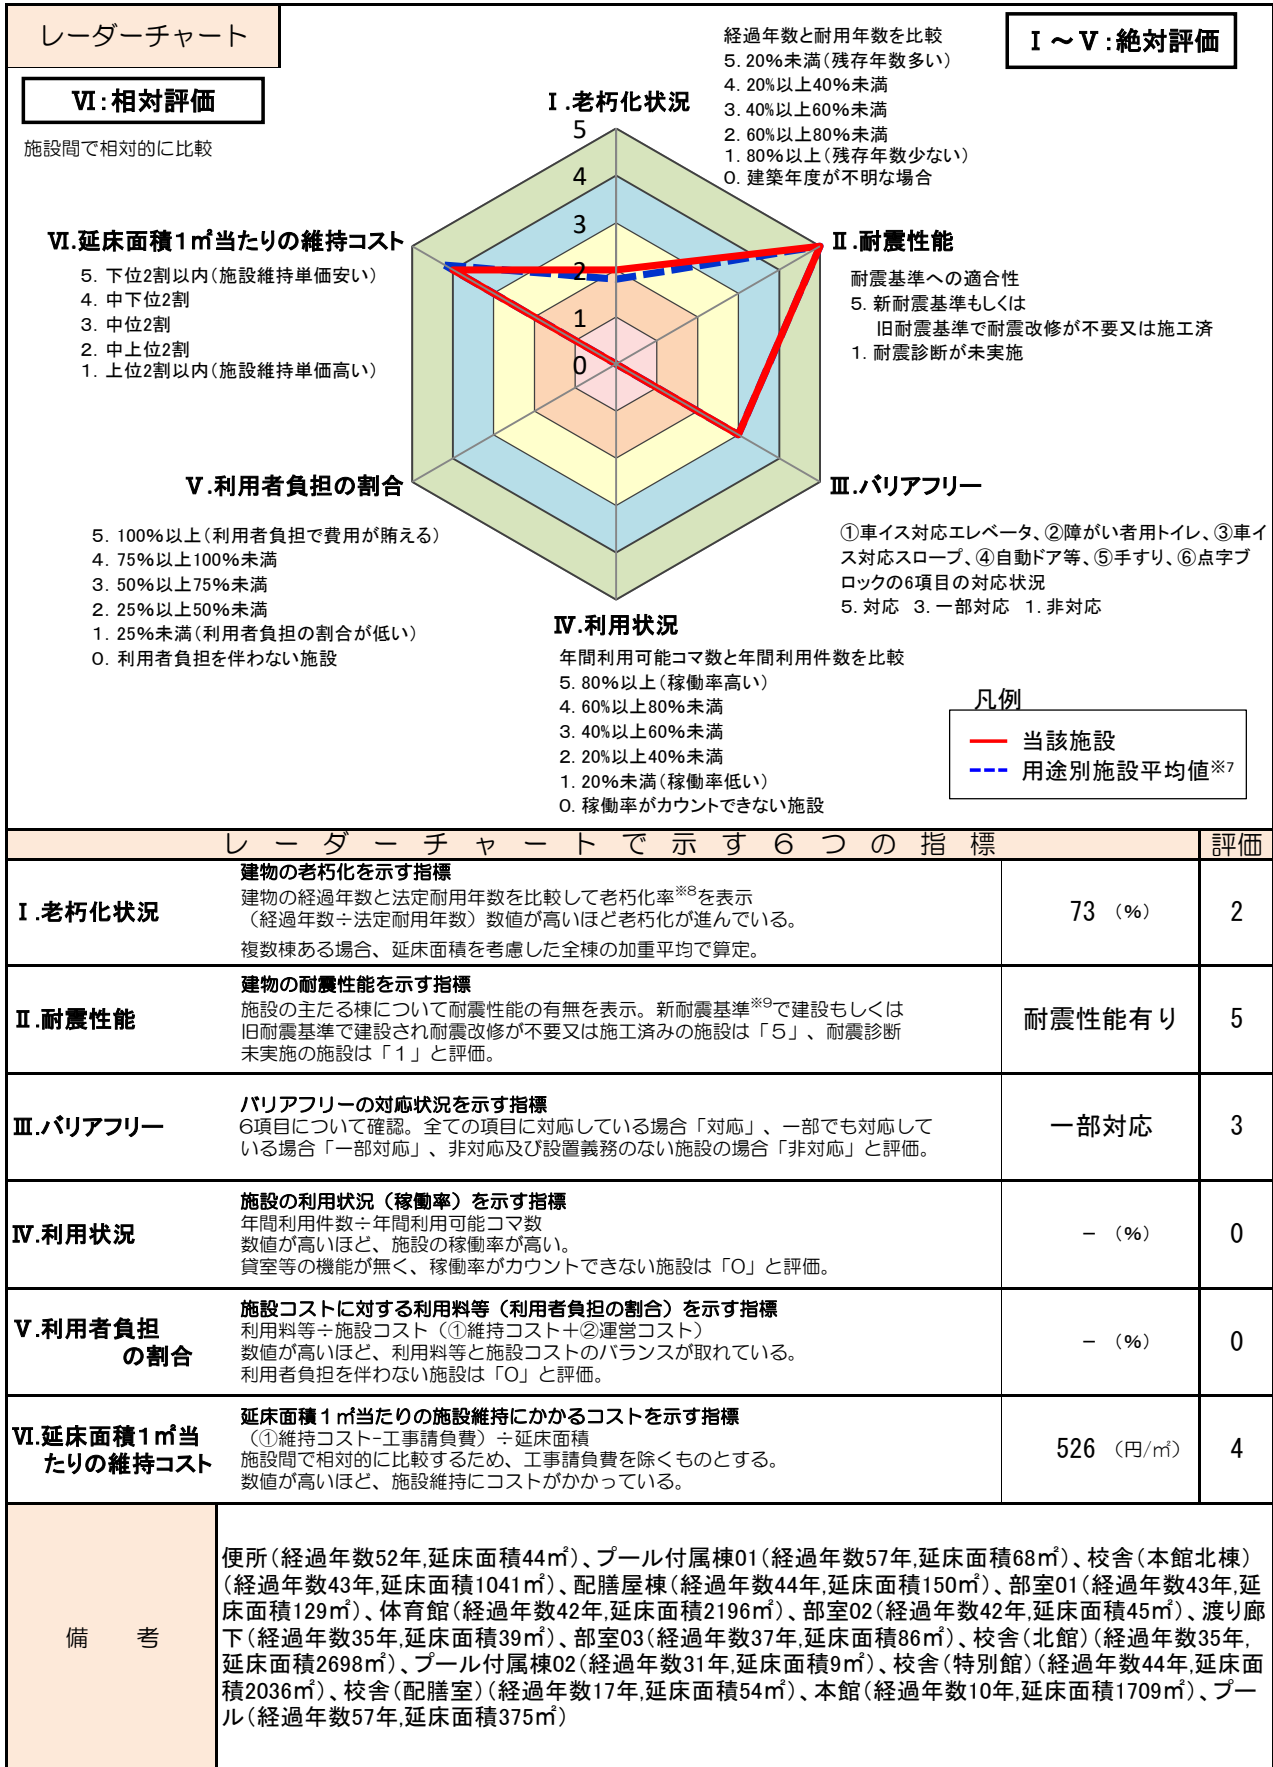 レーダーチャート
Ⅰ～Ⅴ：絶対評価
Ⅵ：相対評価
施設間で相対的に比較
経過年数と耐用年数を比較
5. 20%未満（残存年数多い）
4. 20%以上40%未満
3. 40%以上60%未満
2. 60%以上80%未満
1. 80%以上（残存年数少ない）
0. 建築年度が不明な場合
Ⅰ.老朽化状況
5
4
3
2
1
0
Ⅱ.耐震性能
耐震基準への適合性
5. 新耐震基準もしくは
旧耐震基準で耐震改修が不要又は施工済
1. 耐震診断が未実施
Ⅵ.延床面積1㎡当たりの維持コスト
5. 下位2割以内（施設維持単価安い）
4. 中下位2割
3. 中位2割
2. 中上位2割
1. 上位2割以内（施設維持単価高い）
Ⅴ.利用者負担の割合
5. 100%以上（利用者負担で費用が賄える）
4. 75%以上100%未満
3. 50%以上75%未満
2. 25%以上50%未満
1. 25%未満（利用者負担の割合が低い）
0. 利用者負担を伴わない施設
Ⅲ.バリアフリー
①車イス対応エレベータ、②障がい者用トイレ、③車イ
ス対応スロープ、④自動ドア等、⑤手すり、⑥点字ブ
ロックの6項目の対応状況
5. 対応 3. 一部対応 1. 非対応
Ⅳ.利用状況
年間利用可能コマ数と年間利用件数を比較
5. 80%以上（稼働率高い）
4. 60%以上80%未満
3. 40%以上60%未満
2. 20%以上40%未満
1. 20%未満（稼働率低い）
0. 稼働率がカウントできない施設
凡例
当該施設
用途別施設平均値※7
レーダーチャートで示す6つの指標 評価
Ⅰ.老朽化状況
建物の老朽化を示す指標
建物の経過年数と法定耐用年数を比較して老朽化率※8を表示
（経過年数÷法定耐用年数）数値が高いほど老朽化が進んでいる。
複数棟ある場合、延床面積を考慮した全棟の加重平均で算定。
73 （%） 2
Ⅱ.耐震性能
建物の耐震性能を示す指標
施設の主たる棟について耐震性能の有無を表示。新耐震基準※9で建設もしくは
旧耐震基準で建設され耐震改修が不要又は施工済みの施設は「5」、耐震診断
未実施の施設は「1」と評価。
耐震性能有り 5
Ⅲ.バリアフリー
バリアフリーの対応状況を示す指標
6項目について確認。全ての項目に対応している場合「対応」、一部でも対応して
いる場合「一部対応」、非対応及び設置義務のない施設の場合「非対応」と評価。
一部対応 3
Ⅳ.利用状況
施設の利用状況（稼働率）を示す指標
年間利用件数÷年間利用可能コマ数
数値が高いほど、施設の稼働率が高い。
貸室等の機能が無く、稼働率がカウントできない施設は「0」と評価。
－ （%） 0
Ⅴ.利用者負担
の割合
施設コストに対する利用料等（利用者負担の割合）を示す指標
利用料等÷施設コスト（①維持コスト+②運営コスト）
数値が高いほど、利用料等と施設コストのバランスが取れている。
利用者負担を伴わない施設は「0」と評価。
－ （%） 0
Ⅵ.延床面積1㎡当
たりの維持コスト
延床面積1㎡当たりの施設維持にかかるコストを示す指標
（①維持コスト-工事請負費）÷延床面積
施設間で相対的に比較するため、工事請負費を除くものとする。
数値が高いほど、施設維持にコストがかかっている。
526 （円/㎡） 4
備 考
便所（経過年数52年,延床面積44㎡）、プール付属棟01（経過年数57年,延床面積68㎡）、校舎（本館北棟）
（経過年数43年,延床面積1041㎡）、配膳屋棟（経過年数44年,延床面積150㎡）、部室01（経過年数43年,延
床面積129㎡）、体育館（経過年数42年,延床面積2196㎡）、部室02（経過年数42年,延床面積45㎡）、渡り廊
下（経過年数35年,延床面積39㎡）、部室03（経過年数37年,延床面積86㎡）、校舎（北館）（経過年数35年,
延床面積2698㎡）、プール付属棟02（経過年数31年,延床面積9㎡）、校舎（特別館）（経過年数44年,延床面
積2036㎡）、校舎（配膳室）（経過年数17年,延床面積54㎡）、本館（経過年数10年,延床面積1709㎡）、プー
ル（経過年数57年,延床面積375㎡）